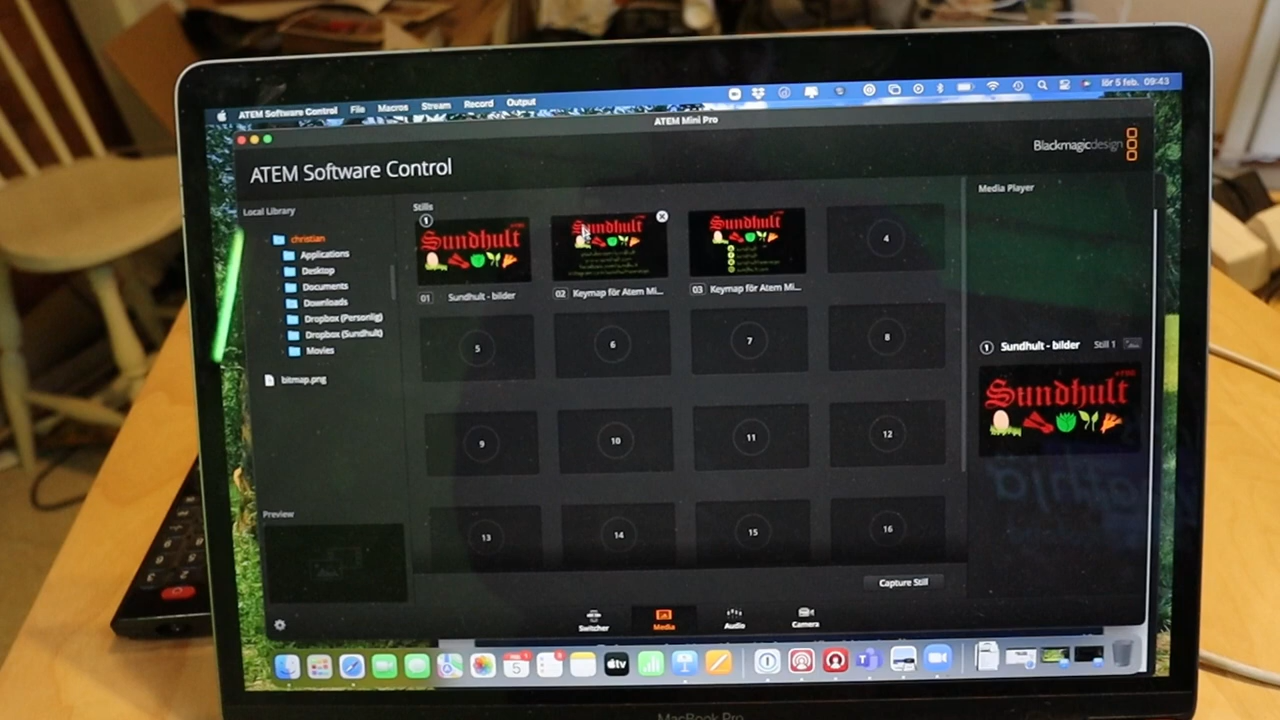 ATEM Software Control File Macros Stream Record Output lör 5 feb. 09:43
ATEM Mini Pro
ATEM Software Control
Blackmagicdesign
Local Library
christian
Applications
Desktop
Documents
Downloads
Dropbox (Personlig)
Dropbox (Sundhult)
Movies
bitmap.png
Preview
Stills
1
Sundhult
01 Sundhult - bilder
Sundhult
02 Keymap för Atem Mi...
Sundhult
03 Keymap för Atem Mi...
4
5
6
7
8
9
10
11
12
13
14
15
16
Capture Still
Media Player
1 Sundhult - bilder Still 1
Sundhult
Switcher
Media
Audio
Camera
5
tv
MacBook Pro